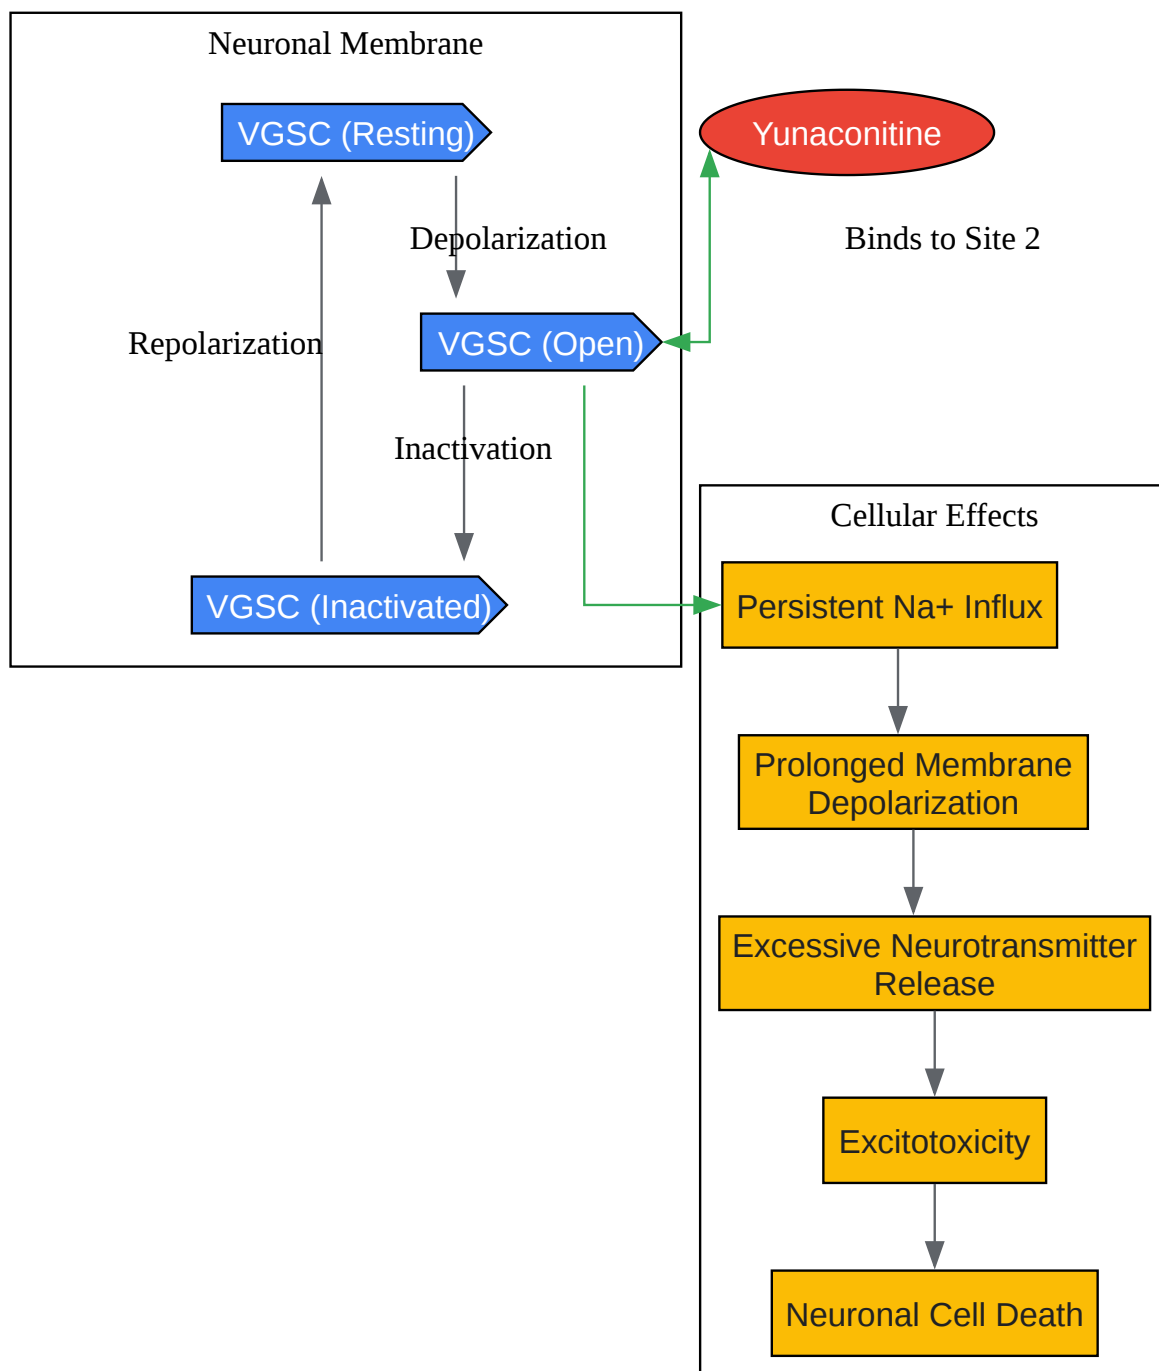 Neuronal Membrane
VGSC (Resting)
Yunaconitine
Depolarization
Binds to Site 2
Repolarization
VGSC (Open)
Inactivation
Cellular Effects
VGSC (Inactivated)
Persistent Na+ Influx
Prolonged Membrane
Depolarization
Excessive Neurotransmitter
Release
Excitotoxicity
Neuronal Cell Death